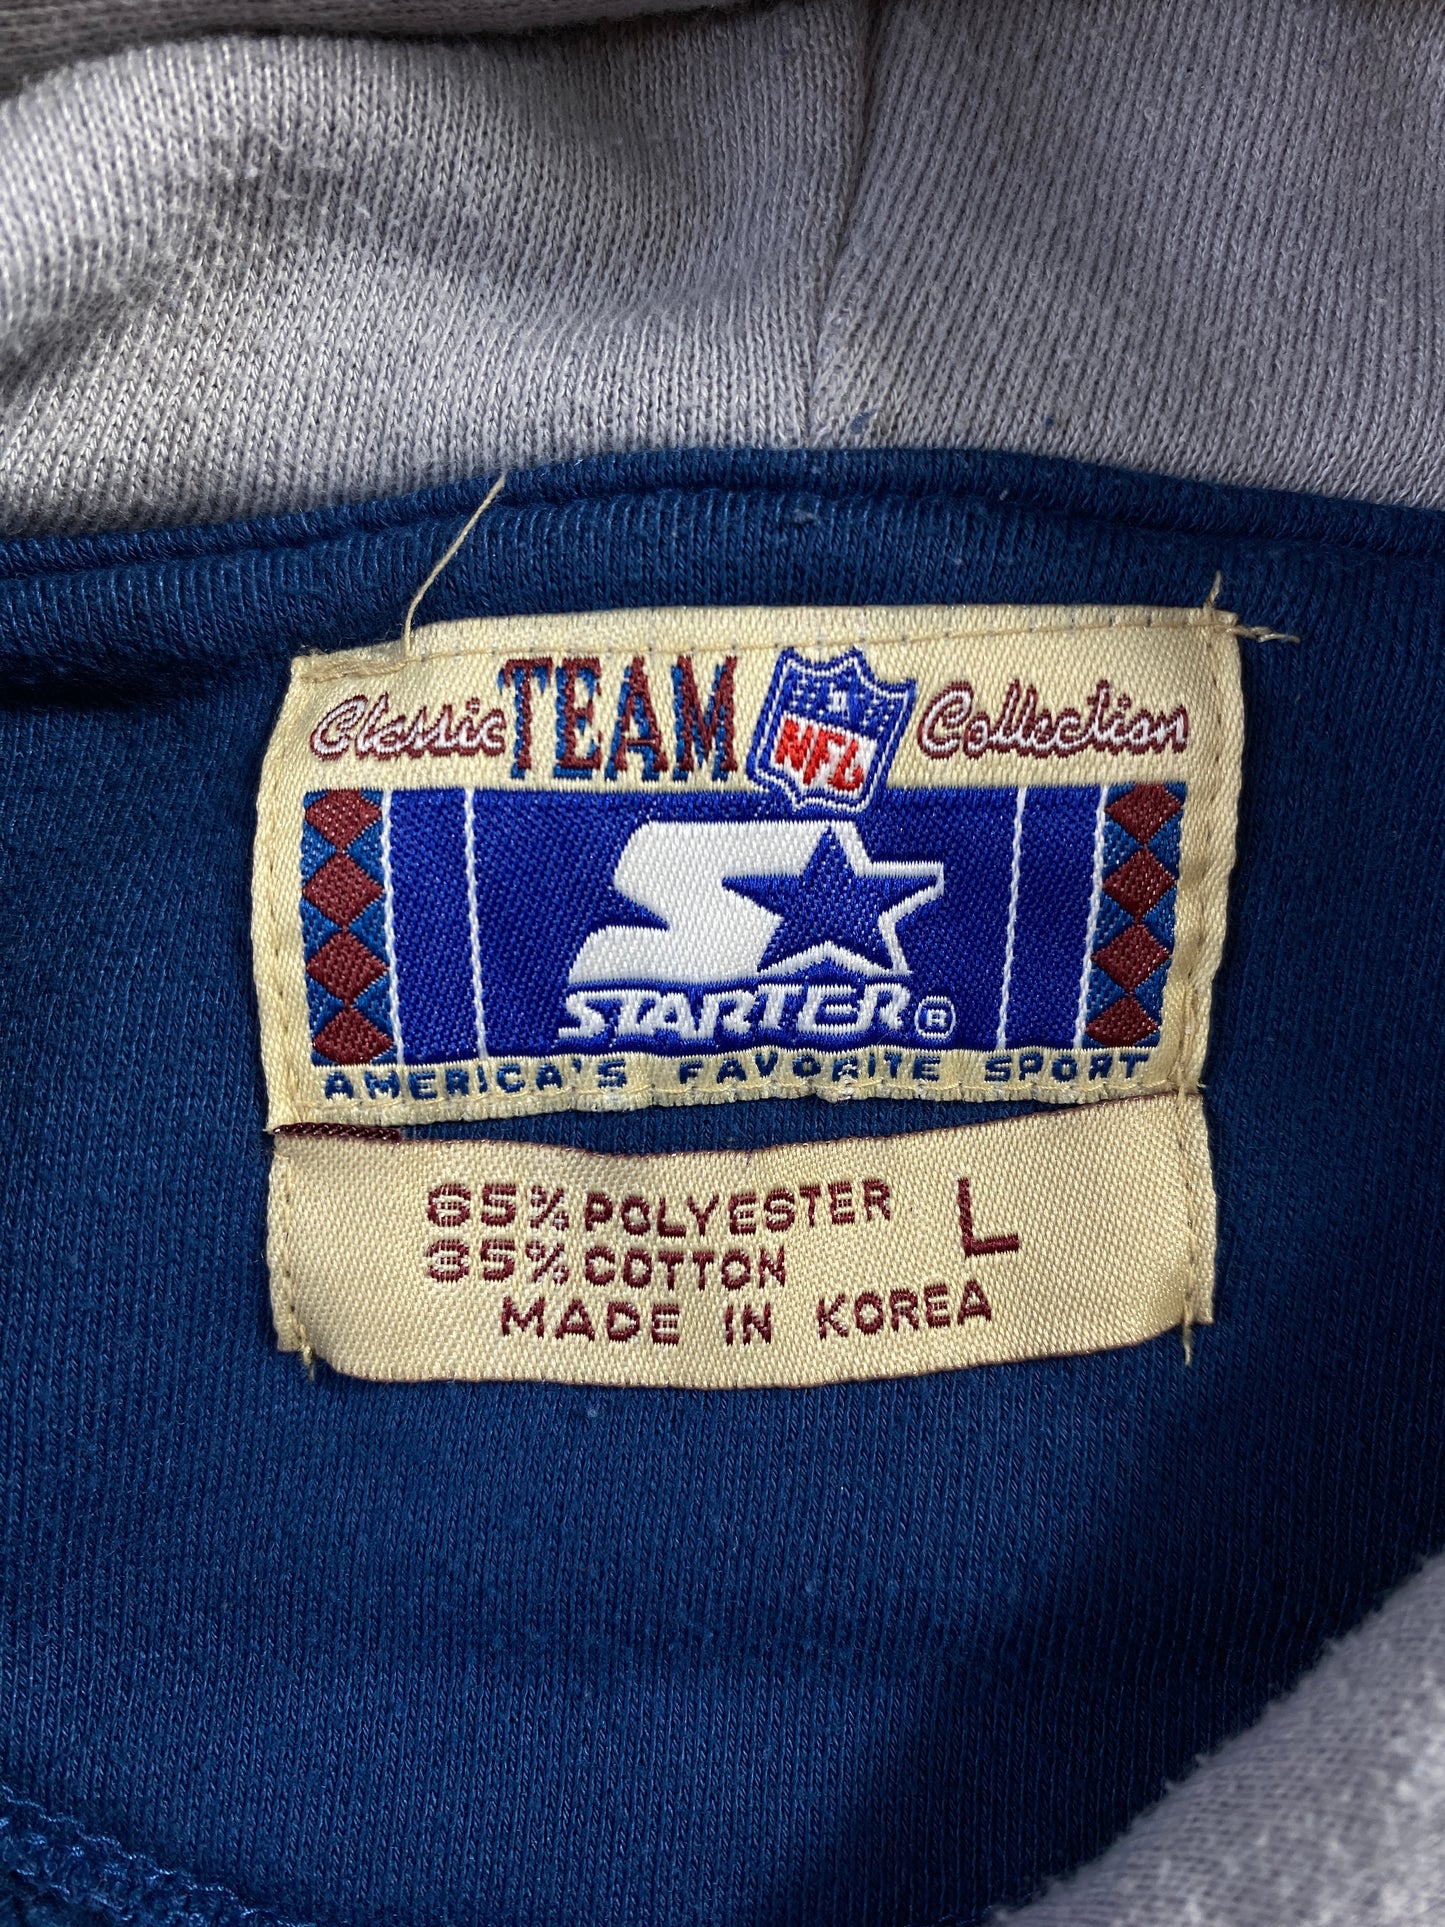 Classic TEAM NFL Collection
STARTER®
AMERICA'S FAVORITE SPORT
65% POLYESTER L
35% COTTON
MADE IN KOREA